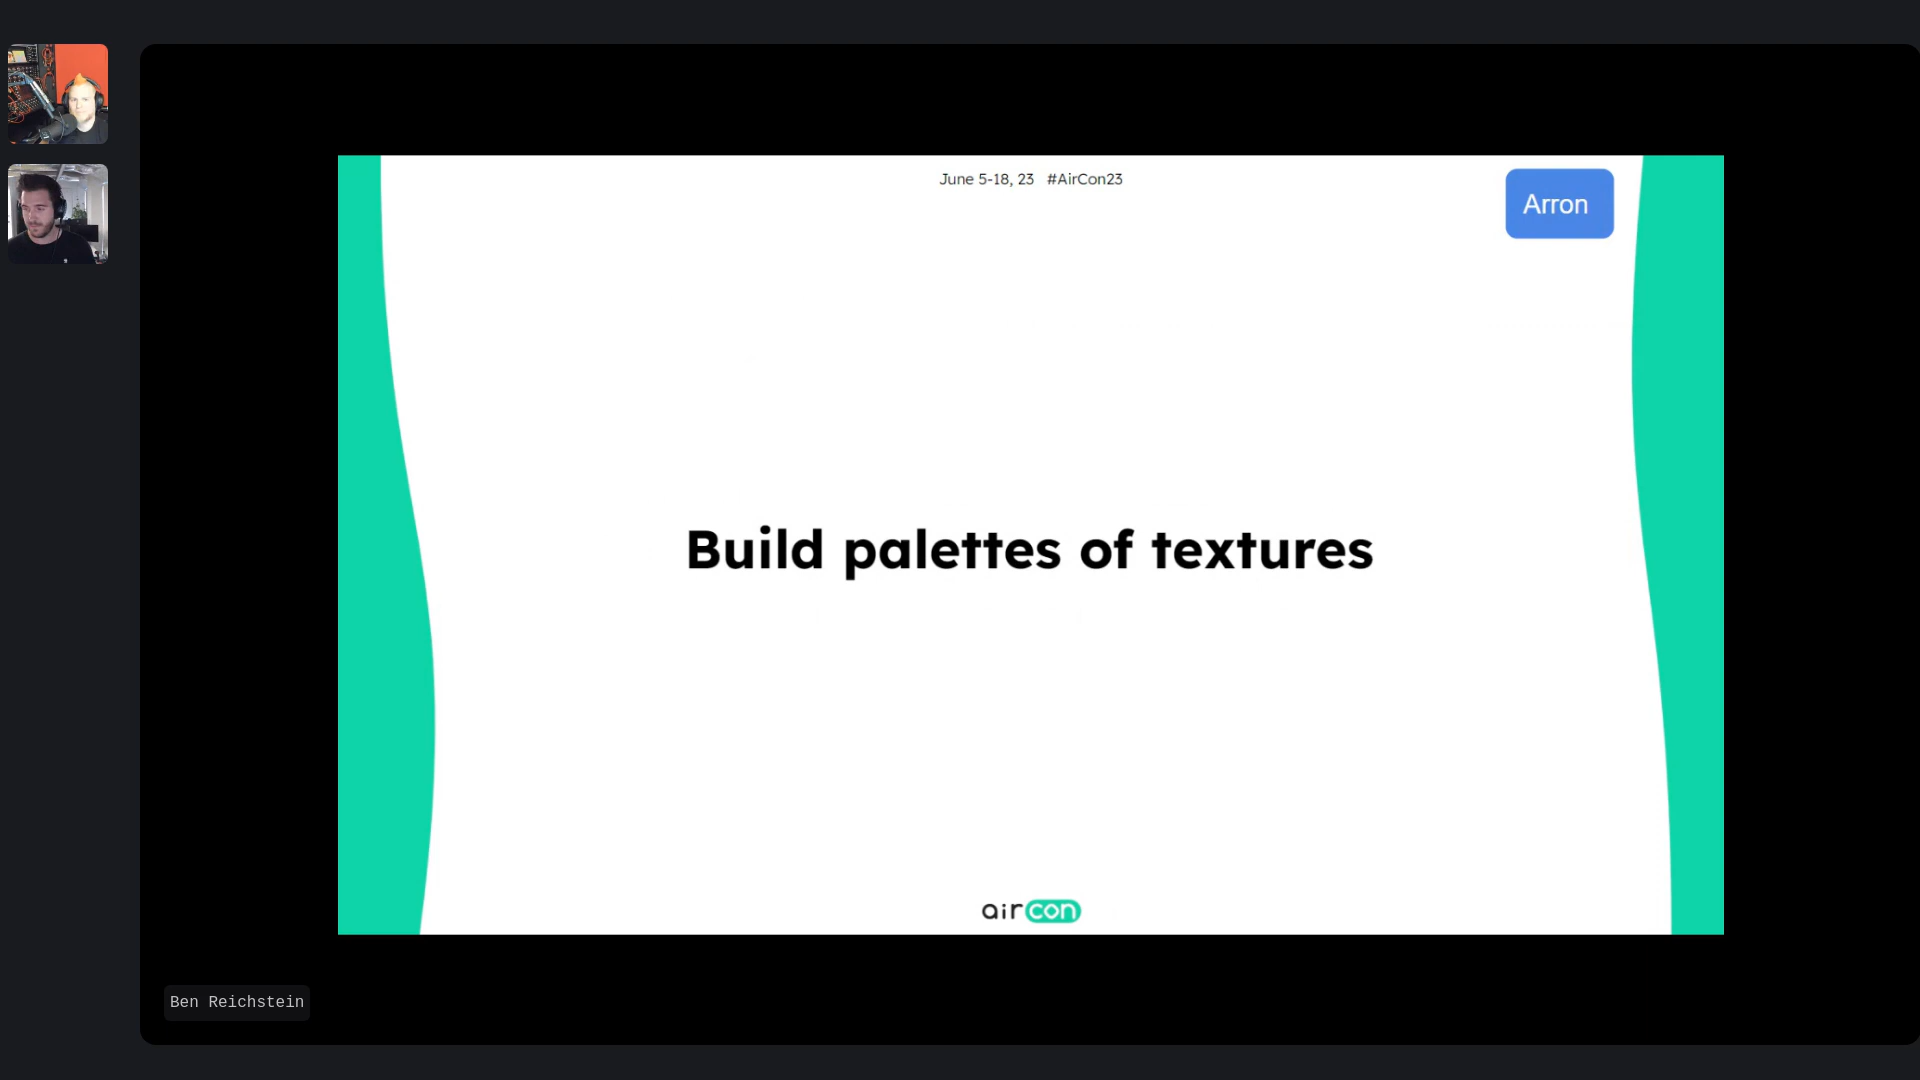 June 5-18, 23 #AirCon23
Arron
Build palettes of textures
aircon
Ben Reichstein